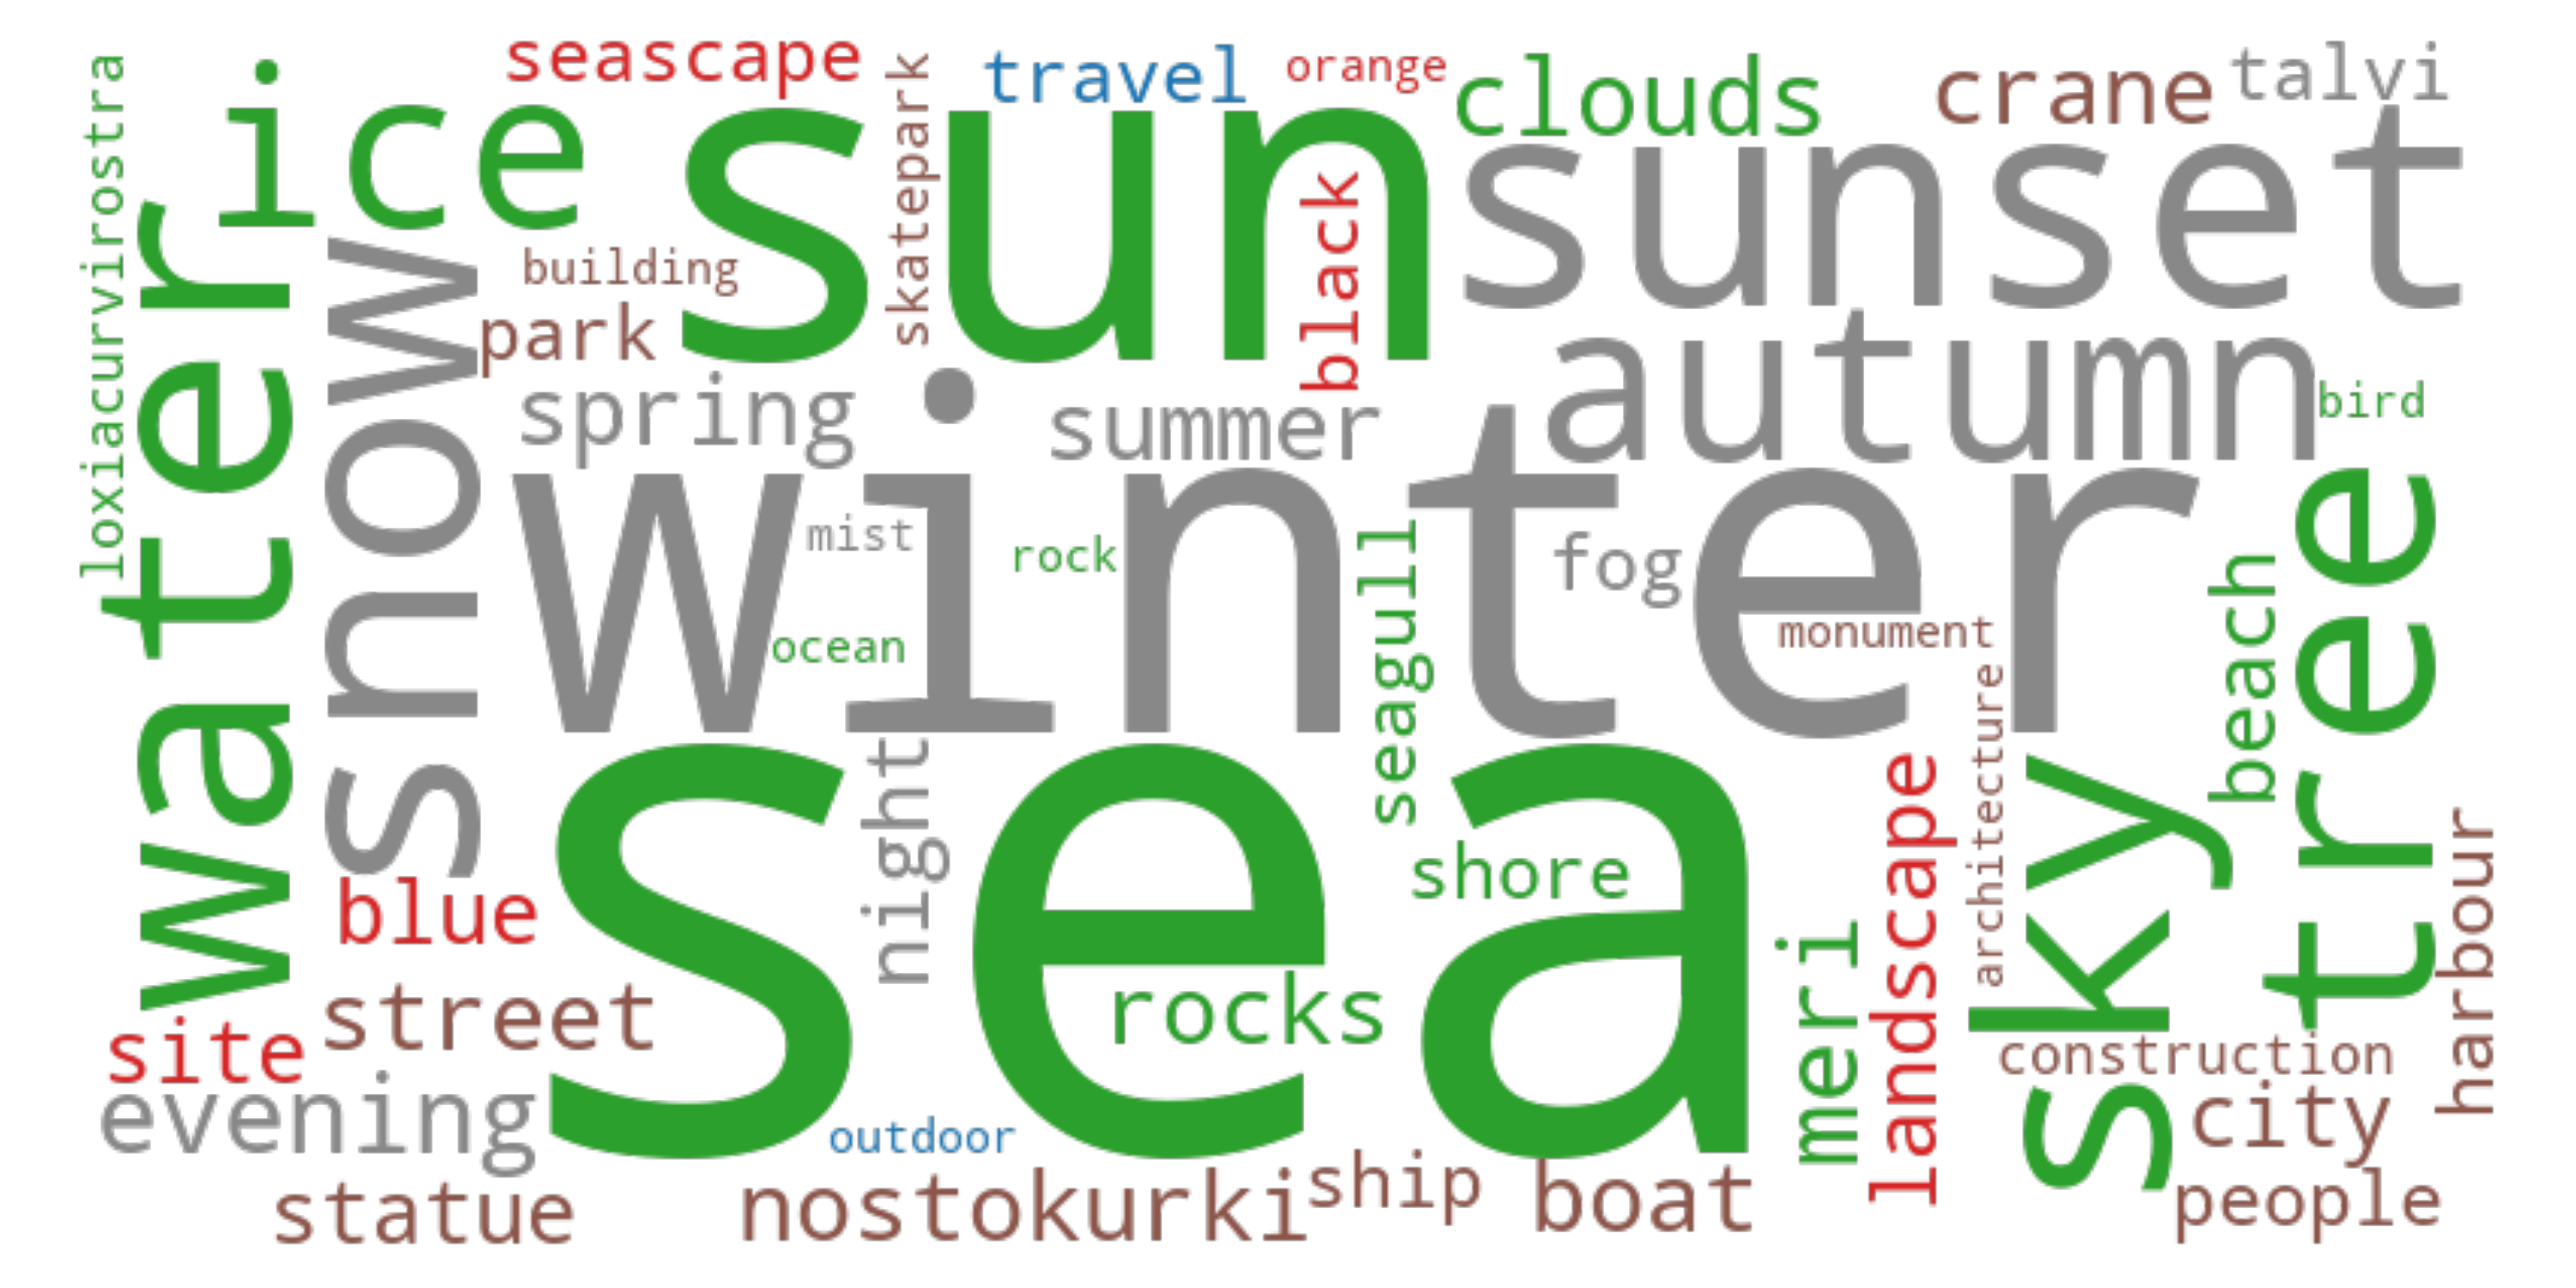 seascape
travel
orange
clouds
crane
talvi
loxiacurvirostra
water
ice
sun
skatepark
black
sunset
snow
building
park
spring
summer
autumn
bird
winter
mist
rock
ocean
seagull
fog
monument
beach
tree
sea
night
shore
rocks
architecture
landscape
meri
sky
harbour
blue
street
site
evening
construction
city
outdoor
statue
nostokurki
ship
boat
people